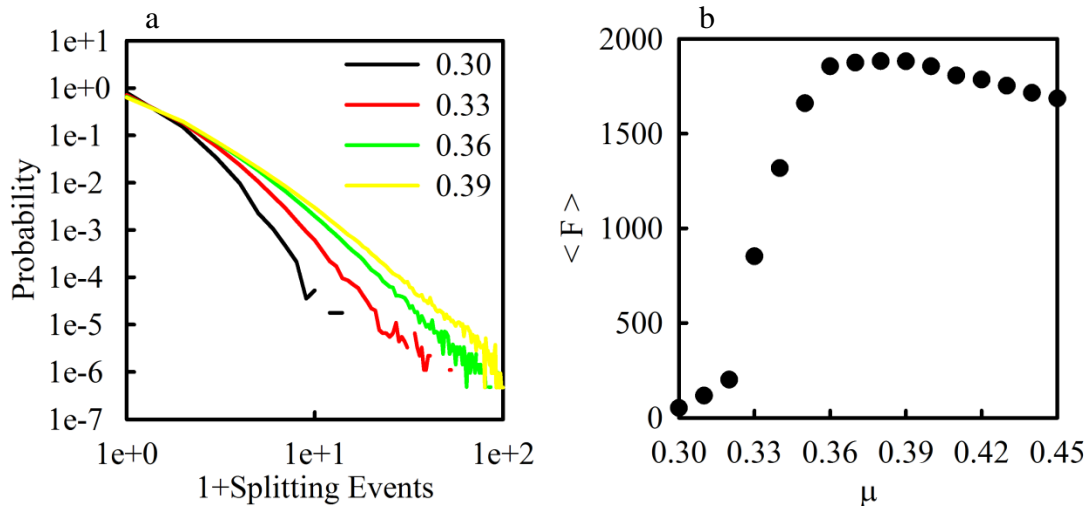 a
1e+1
1e+0
1e-1
1e-2
1e-3
1e-4
1e-5
1e-6
1e-7
Probability
0.30
0.33
0.36
0.39
1e+0 1e+1 1e+2
1+Splitting Events
b
2000
1500
1000
500
0
< F >
0.30 0.33 0.36 0.39 0.42 0.45
μ